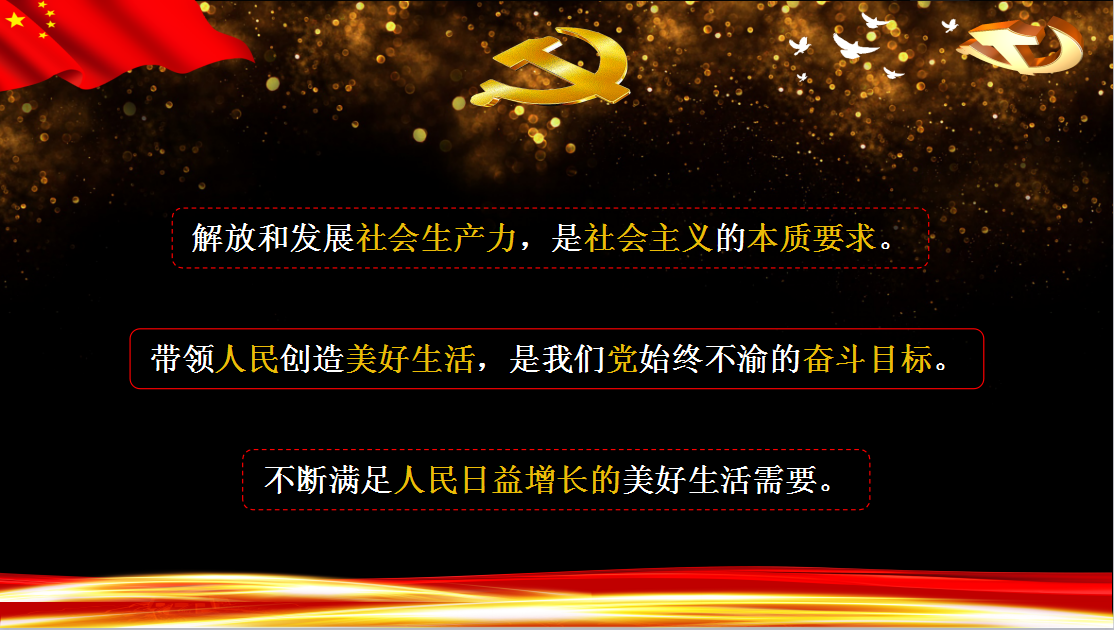 解放和发展社会生产力，是社会主义的本质要求。
带领人民创造美好生活，是我们党始终不渝的奋斗目标。
不断满足人民日益增长的美好生活需要。